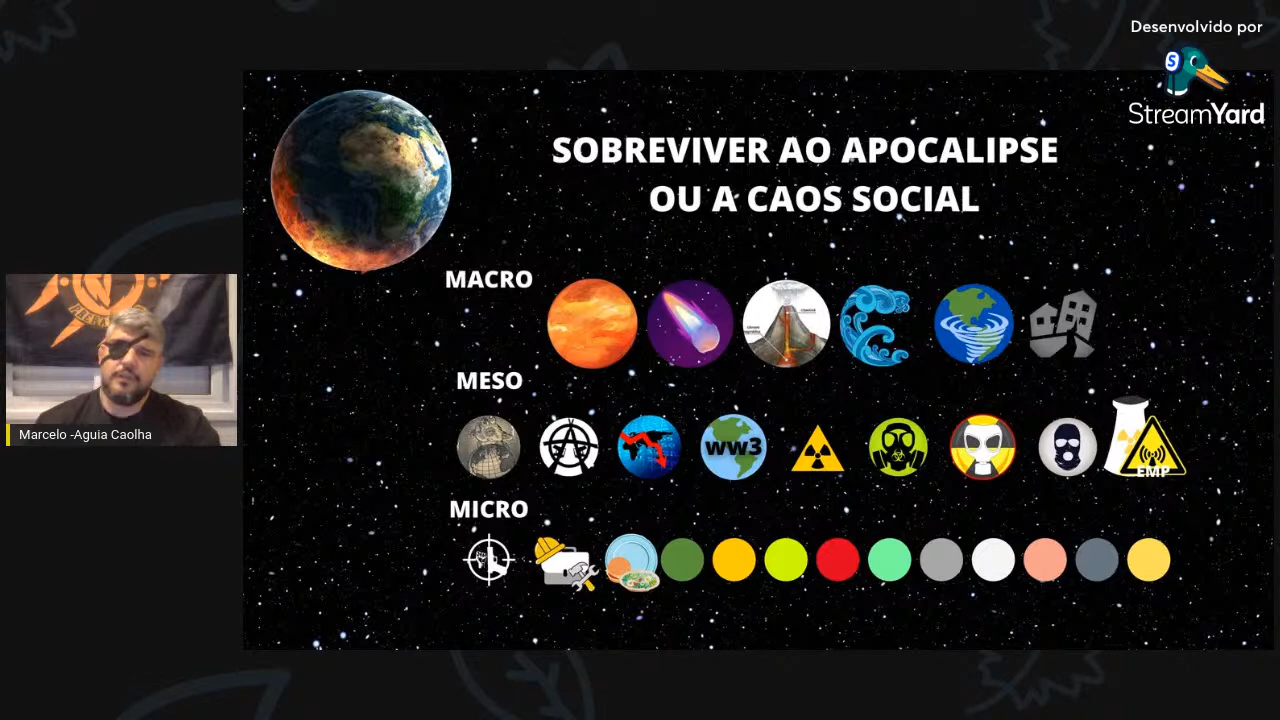 Desenvolvido por
S
StreamYard
SOBREVIVER AO APOCALIPSE
OU A CAOS SOCIAL
MACRO
MESO
WW3
EMP
MICRO
Marcelo -Aguia Caolha